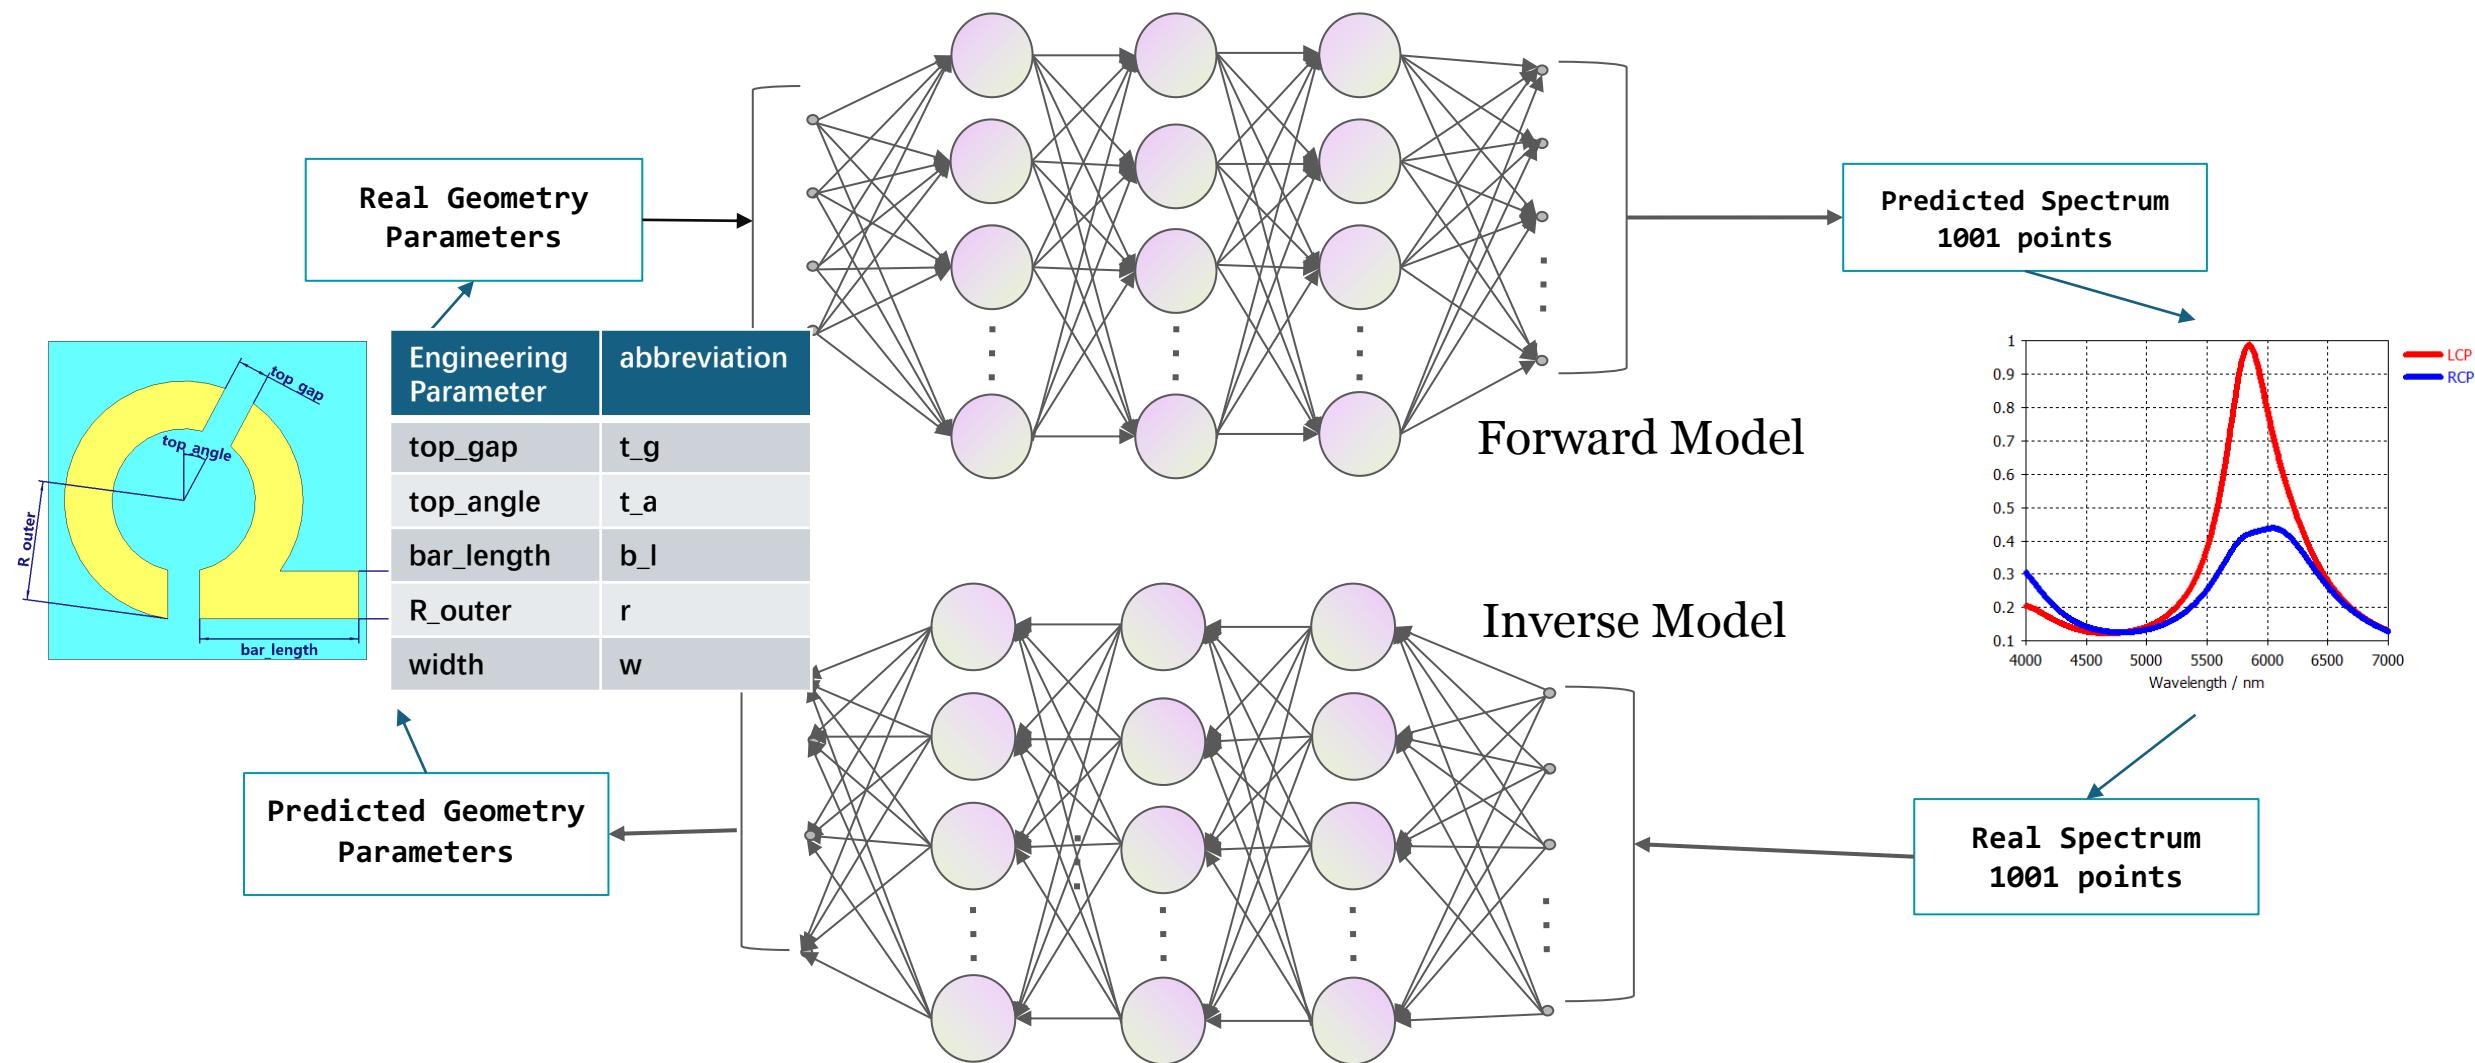 Real Geometry
Parameters
Predicted Spectrum
1001 points
top_gap
top_angle
R_outer
bar_length
Engineering
Parameter
abbreviation
top_gap
t_g
top_angle
t_a
bar_length
b_l
R_outer
r
width
w
Forward Model
Inverse Model
LCP
RCP
1
0.9
0.8
0.7
0.6
0.5
0.4
0.3
0.2
0.1
4000 4500 5000 5500 6000 6500 7000
Wavelength / nm
Predicted Geometry
Parameters
Real Spectrum
1001 points